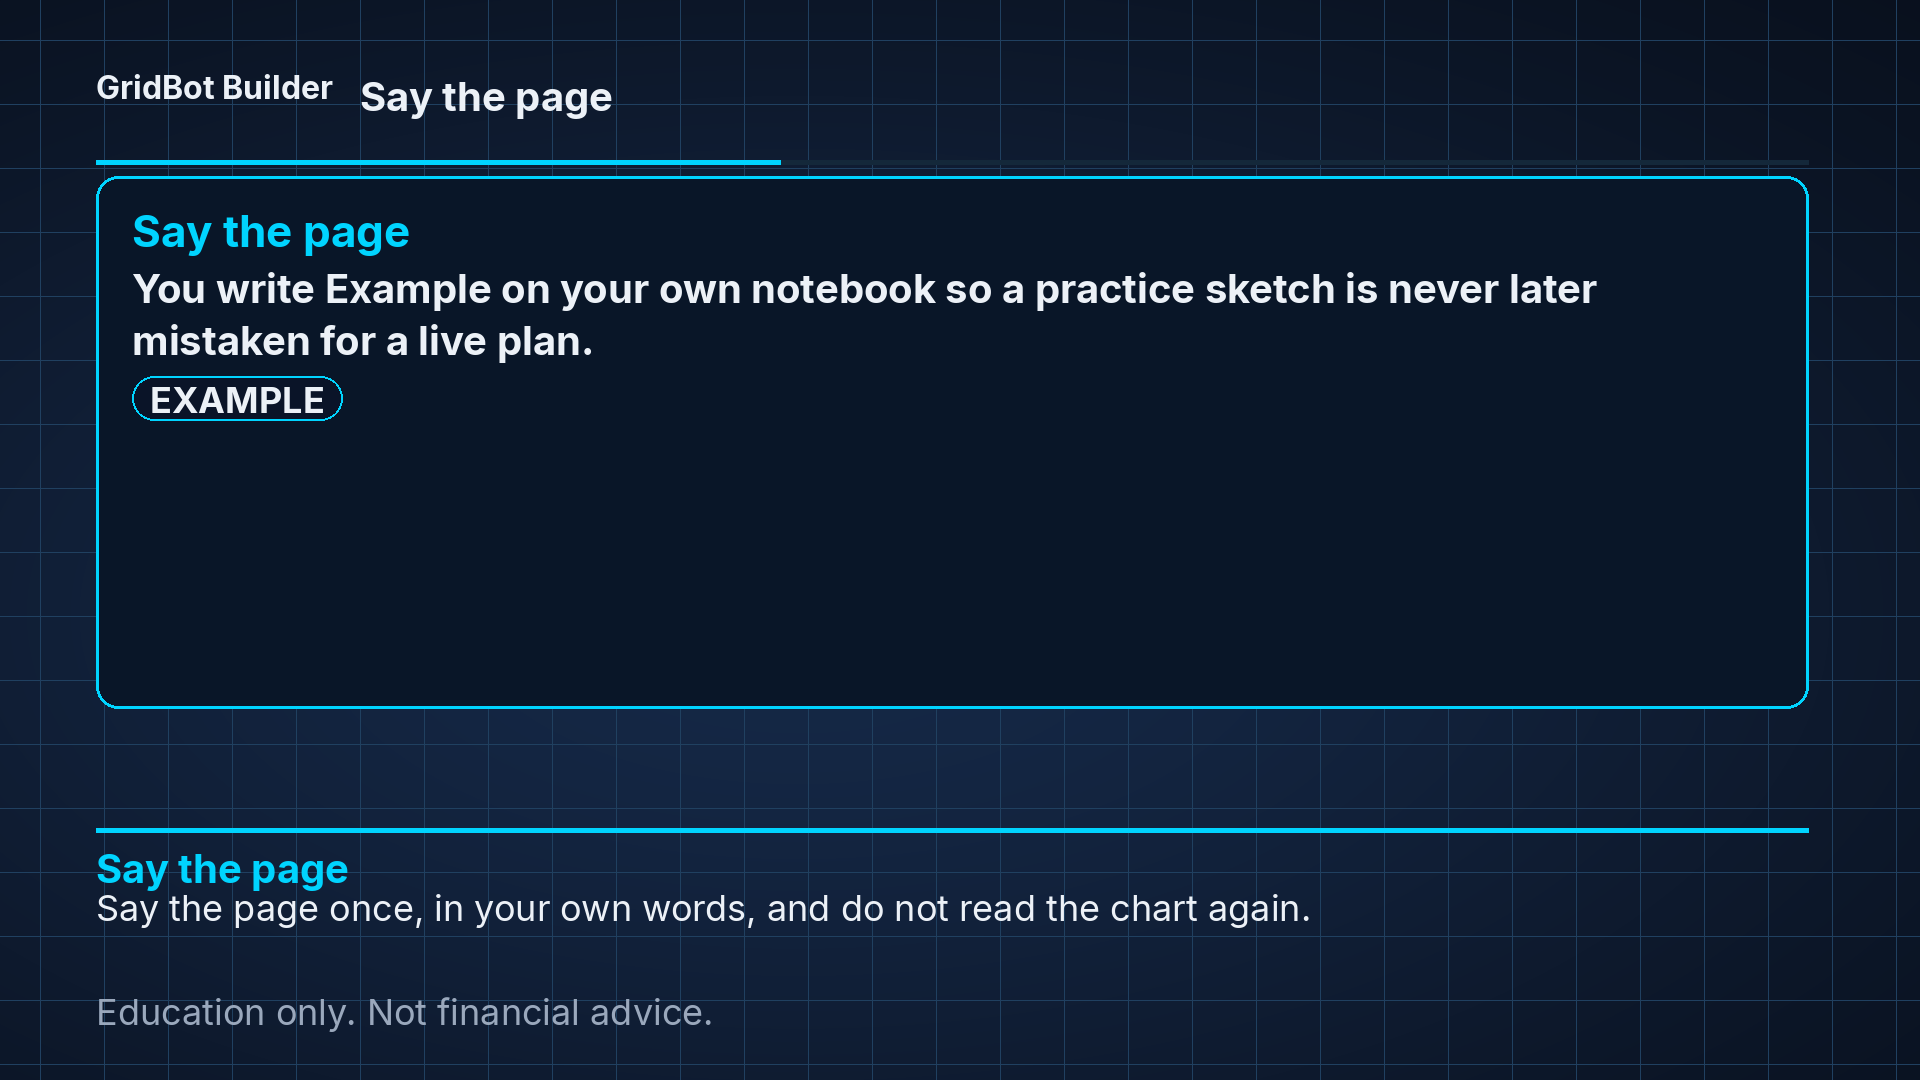 GridBot Builder
Say the page
Say the page
You write Example on your own notebook so a practice sketch is never later
mistaken for a live plan.
EXAMPLE
Say the page
Say the page once, in your own words, and do not read the chart again.
Education only. Not financial advice.